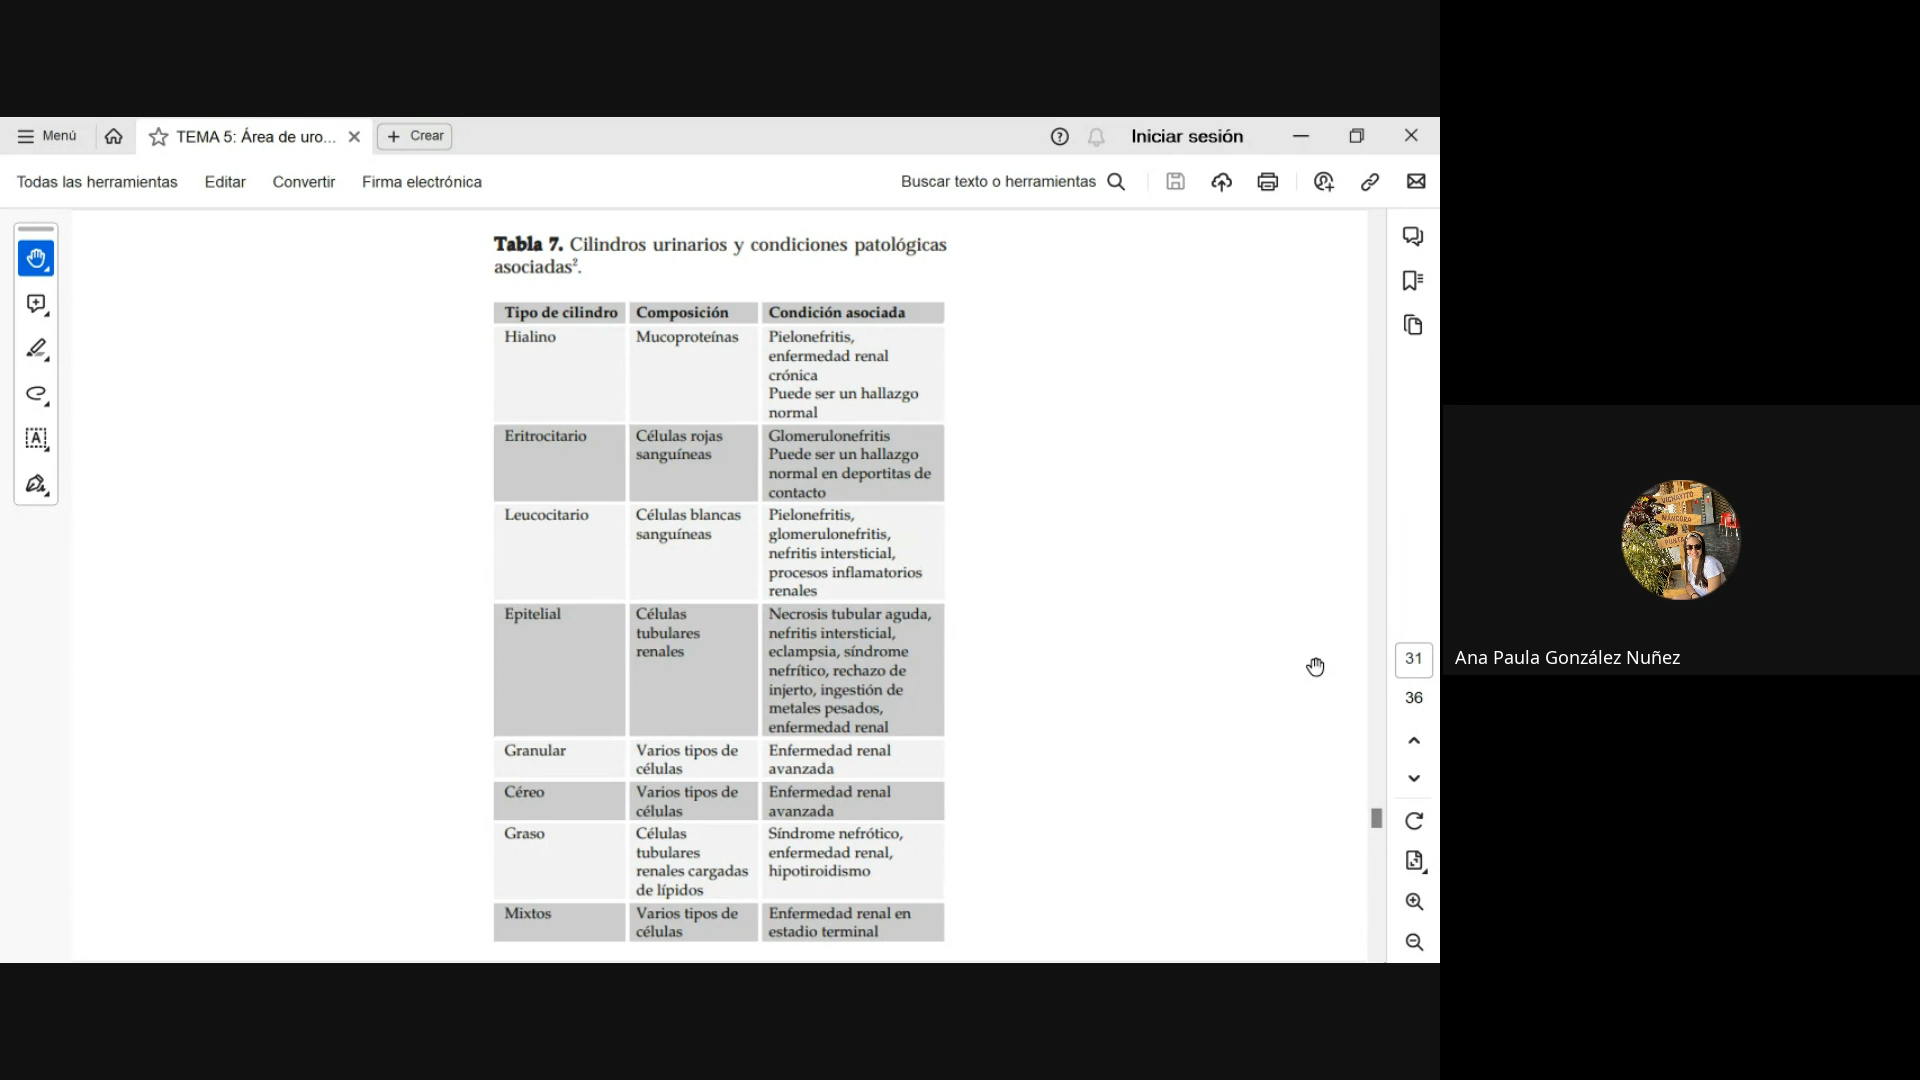 Menú
TEMA 5: Área de uro...
Crear
Iniciar sesión
Todas las herramientas
Editar
Convertir
Firma electrónica
Buscar texto o herramientas
Tabla 7. Cilindros urinarios y condiciones patológicas
asociadas².
Tipo de cilindro Composición Condición asociada
Hialino Mucoproteínas Pielonefritis,
enfermedad renal
crónica
Puede ser un hallazgo
normal
Eritrocitario Células rojas Glomerulonefritis
sanguíneas Puede ser un hallazgo
normal en deportitas de
contacto
Leucocitario Células blancas Pielonefritis,
sanguíneas glomerulonefritis,
nefritis intersticial,
procesos inflamatorios
renales
Epitelial Células Necrosis tubular aguda,
tubulares nefritis intersticial,
renales eclampsia, síndrome
nefrítico, rechazo de
injerto, ingestión de
metales pesados,
enfermedad renal
Granular Varios tipos de Enfermedad renal
células avanzada
Céreo Varios tipos de Enfermedad renal
células avanzada
Graso Células Síndrome nefrótico,
tubulares enfermedad renal,
renales cargadas hipotiroidismo
de lípidos
Mixtos Varios tipos de Enfermedad renal en
células estadio terminal
31
36
VICHAYITO
MÁNCORA
PUNTA
Ana Paula González Nuñez